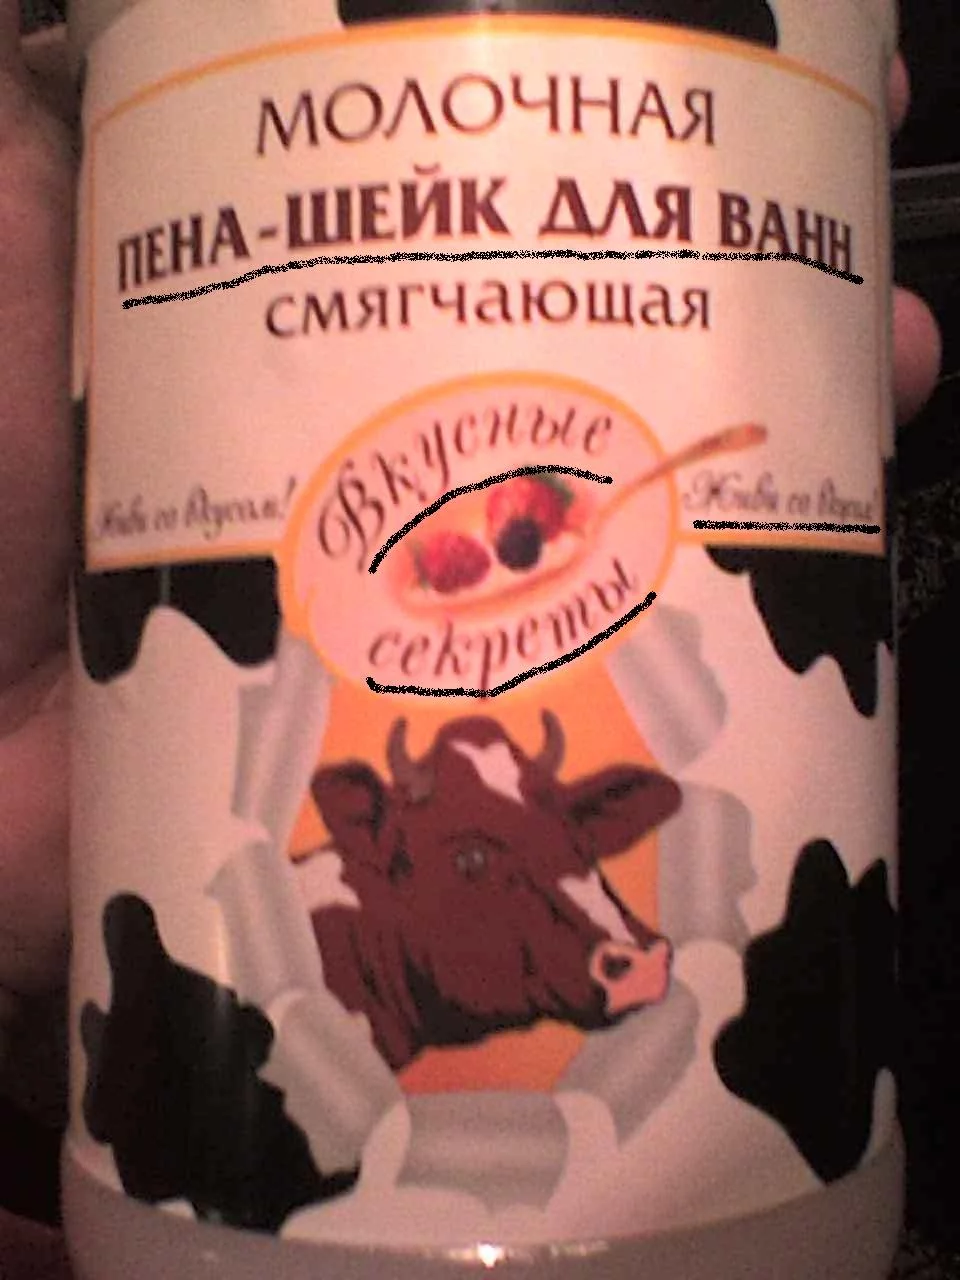 МОЛОЧНАЯ
ПЕНА-ШЕЙК ДЛЯ ВАНН
смягчающая
Вкусные
секреты
Живи со вкусом!
Живи со вкусом!